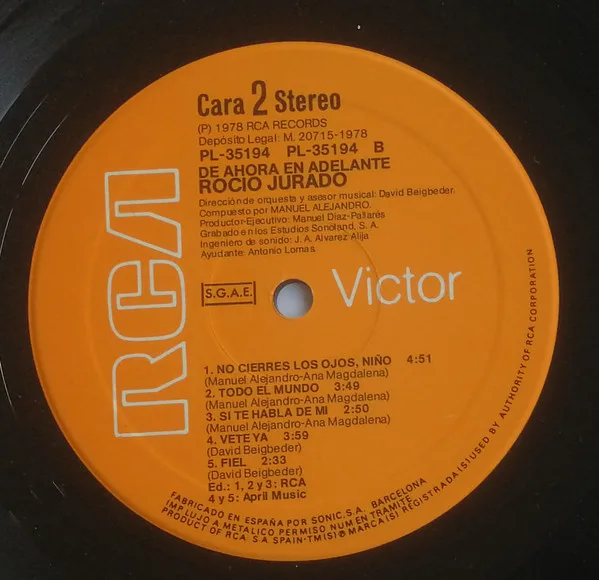 Cara 2 Stereo
(P) 1978 RCA RECORDS
Depósito Legal: M. 20715-1978
PL-35194 PL-35194 B
DE AHORA EN ADELANTE
ROCIO JURADO
Dirección de orquesta y asesor musical: David Beigbeder.
Compuesto por MANUEL ALEJANDRO.
Productor-Ejecutivo: Manuel Díaz-Pallarés
Grabado en los Estudios Sonoland, S. A.
Ingeniero de sonido: J. A. Alvarez Alija
Ayudante: Antonio Lomas
RCA
S.G.A.E.
Victor
1. NO CIERRES LOS OJOS, NIÑO 4:51
(Manuel Alejandro-Ana Magdalena)
2. TODO EL MUNDO 3:49
(Manuel Alejandro-Ana Magdalena)
3. SI TE HABLA DE MI 2:50
(Manuel Alejandro-Ana Magdalena)
4. VETE YA 3:59
(David Beigbeder)
5. FIEL 2:33
(David Beigbeder)
Ed.: 1, 2 y 3: RCA
4 y 5: April Music
FABRICADO EN ESPAÑA POR SONIC, S.A. BARCELONA
IMP. LUJO A METALICO PERMISO NUM EN TRAMITE
PRODUCT OF RCA S.A SPAIN-TM(S)® MARCA(S) REGISTRADA(S) USED BY AUTHORITY OF RCA CORPORATION